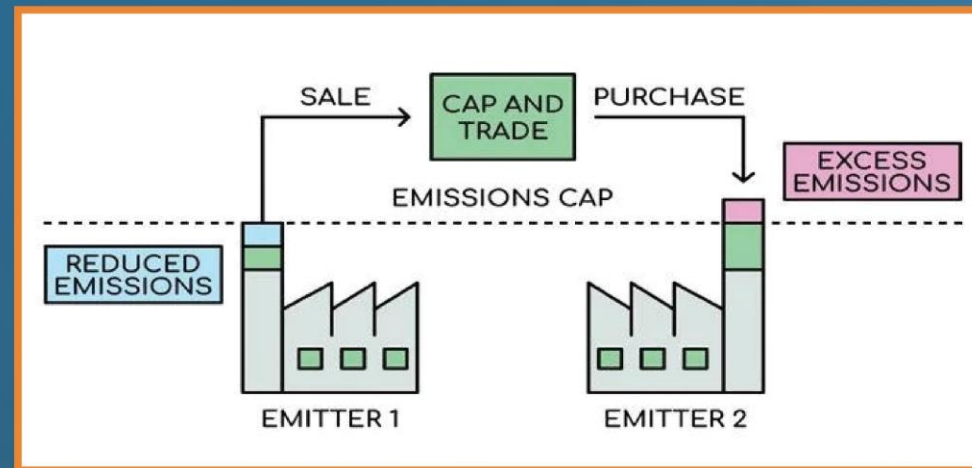 SALE
CAP AND
TRADE
PURCHASE
EXCESS
EMISSIONS
EMISSIONS CAP
REDUCED
EMISSIONS
EMITTER 1
EMITTER 2